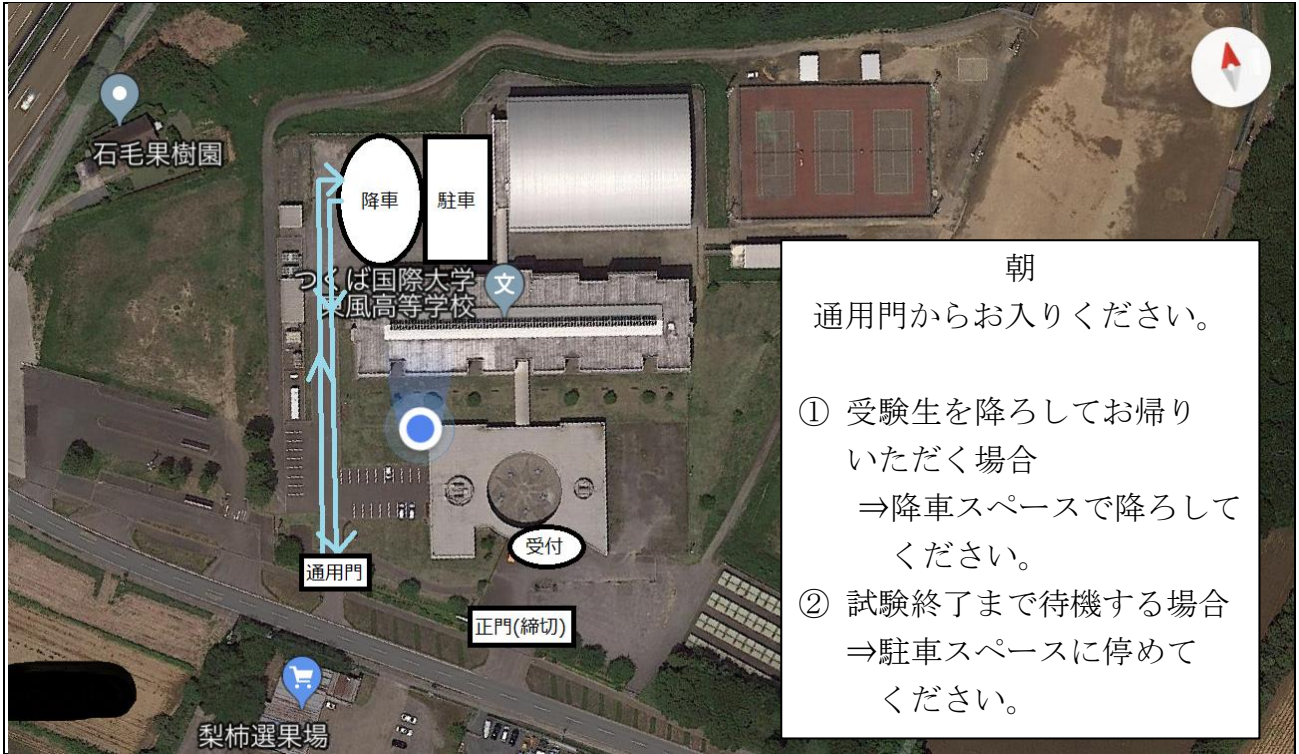 石毛果樹園
降車
駐車
つくば国際大学
東風高等学校
文
受付
通用門
正門(締切)
梨柿選果場
朝
通用門からお入りください。
① 受験生を降ろしてお帰り
いただく場合
⇒降車スペースで降ろして
ください。
② 試験終了まで待機する場合
⇒駐車スペースに停めて
ください。